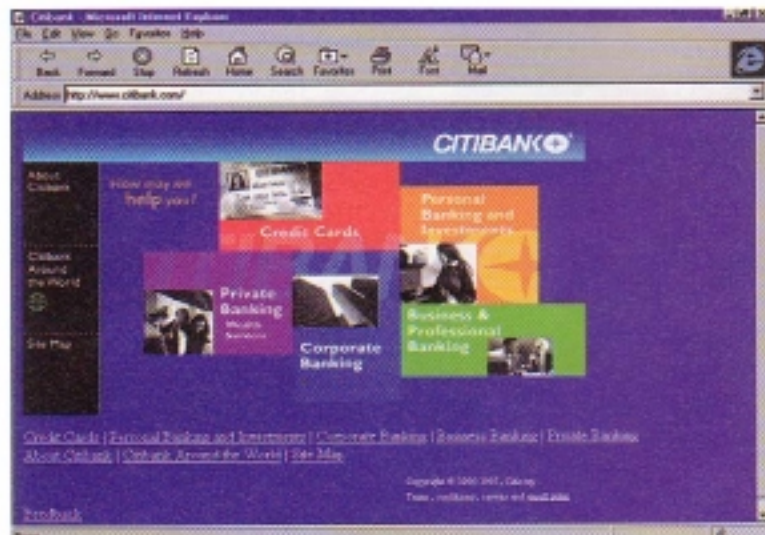 Citibank - Microsoft Internet Explorer
File Edit View Go Favorites Help
Back Forward Stop Refresh Home Search Favorites Print Font Mail
Address http://www.citibank.com/
CITIBANK
About
Citibank
How may we
help you?
Credit Cards
Personal
Banking and
Investments
Citibank
Around
the World
Private
Banking
Corporate
Banking
Business &
Professional
Banking
Site Map
Credit Cards | Personal Banking and Investments | Corporate Banking | Business Banking | Private Banking
About Citibank | Citibank Around the World | Site Map
Feedback